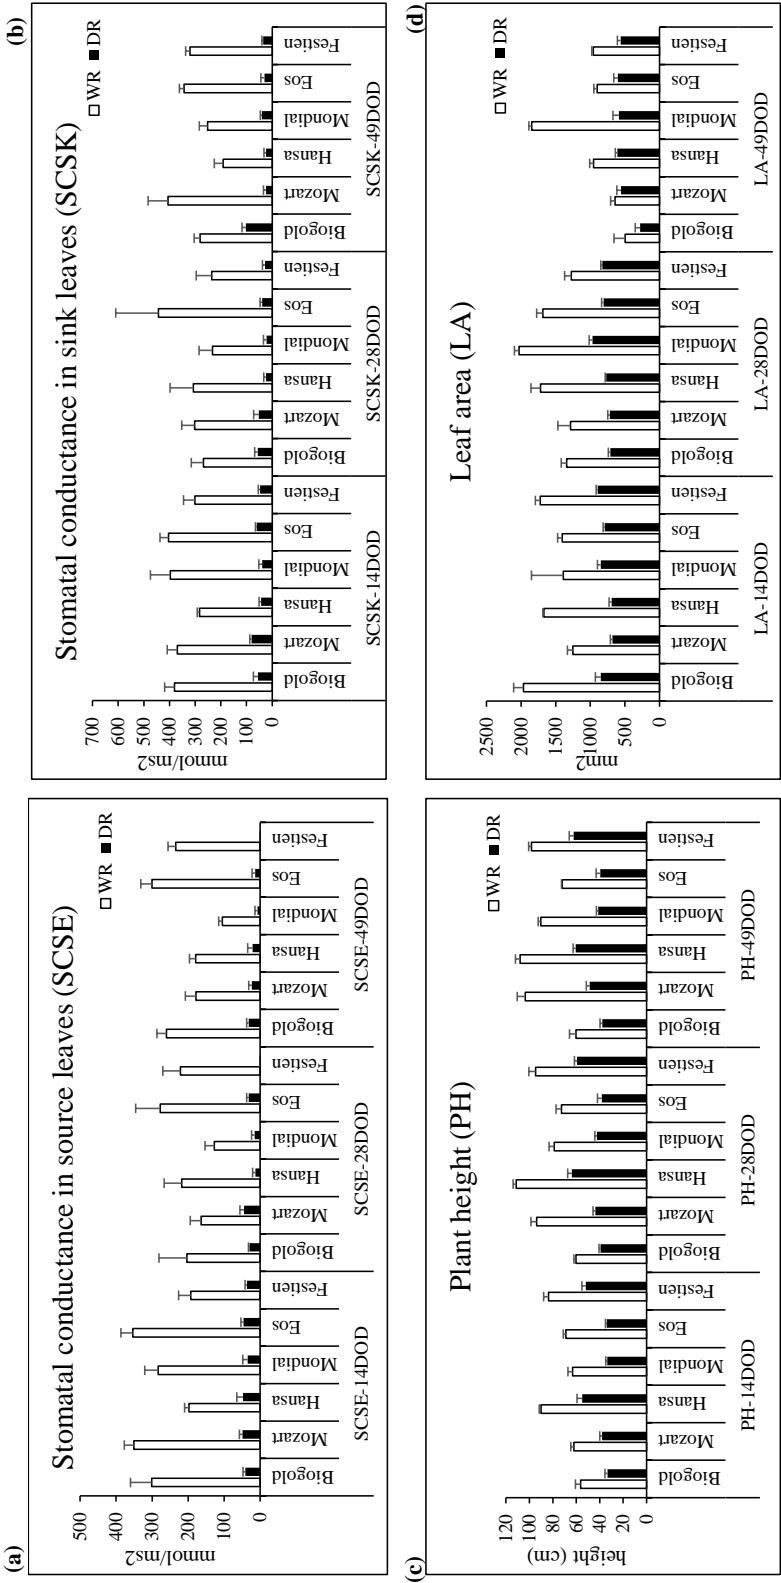 (a)
Stomatal conductance in source leaves (SCSE)
WR DR
500
400
300
200
100
0
mmol/ms2
Biogold Mozart Hansa Mondial Eos Festien Biogold Mozart Hansa Mondial Eos Festien Biogold Mozart Hansa Mondial Eos Festien
SCSE-14DOD SCSE-28DOD SCSE-49DOD
(b)
Stomatal conductance in sink leaves (SCSK)
WR DR
700
600
500
400
300
200
100
0
mmol/ms2
Biogold Mozart Hansa Mondial Eos Festien Biogold Mozart Hansa Mondial Eos Festien Biogold Mozart Hansa Mondial Eos Festien
SCSK-14DOD SCSK-28DOD SCSK-49DOD
(c)
Plant height (PH)
WR DR
120
100
80
60
40
20
0
height (cm)
Biogold Mozart Hansa Mondial Eos Festien Biogold Mozart Hansa Mondial Eos Festien Biogold Mozart Hansa Mondial Eos Festien
PH-14DOD PH-28DOD PH-49DOD
(d)
Leaf area (LA)
WR DR
2500
2000
1500
1000
500
0
mm2
Biogold Mozart Hansa Mondial Eos Festien Biogold Mozart Hansa Mondial Eos Festien Biogold Mozart Hansa Mondial Eos Festien
LA-14DOD LA-28DOD LA-49DOD